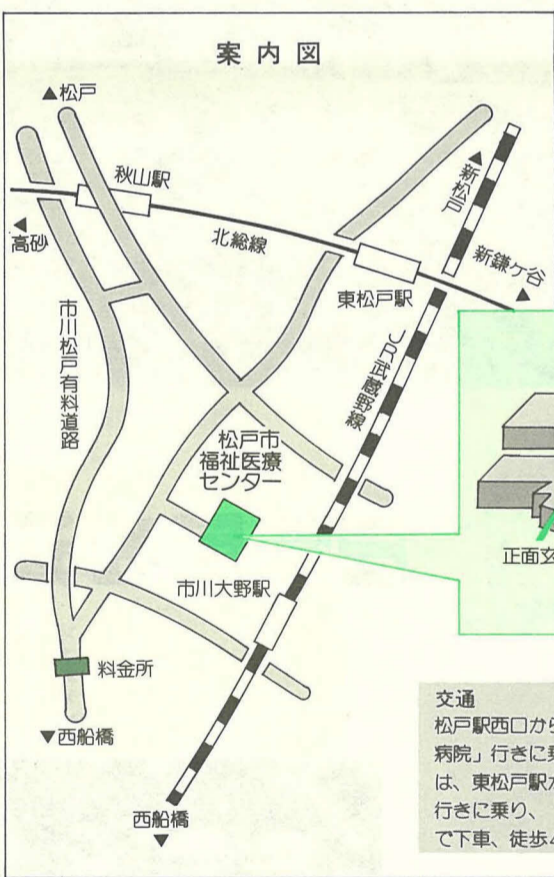 案内図
▲松戸
秋山駅
◀高砂
北総線
▲新松戸
新鎌ヶ谷▶
東松戸駅
市川松戸有料道路
JR武蔵野線
松戸市
福祉医療
センター
正面玄
市川大野駅
料金所
▼西船橋
西船橋
▼
交通
松戸駅西口から
病院」行きに乗
は、東松戸駅
行きに乗り、
で下車、徒歩